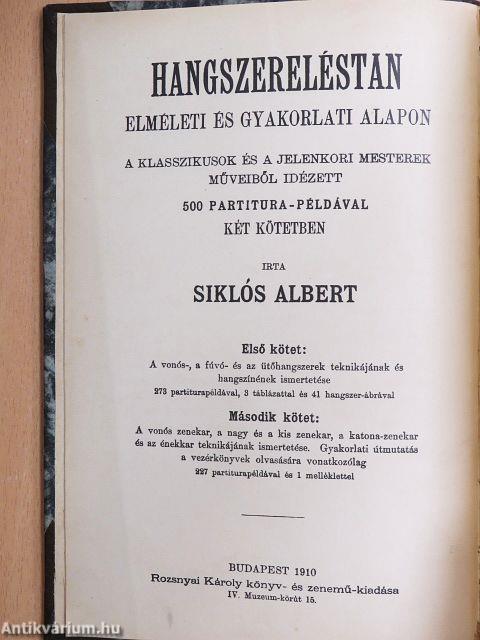 HANGSZERELÉSTAN
ELMÉLETI ÉS GYAKORLATI ALAPON
A KLASSZIKUSOK ÉS A JELENKORI MESTEREK
MŰVEIBŐL IDÉZETT
500 PARTITURA-PÉLDÁVAL
KÉT KÖTETBEN
IRTA
SIKLÓS ALBERT
Első kötet:
A vonós-, a fúvó- és az ütőhangszerek teknikájának és
hangszínének ismertetése
273 partiturapéldával, 3 táblázattal és 41 hangszer-ábrával
Második kötet:
A vonós zenekar, a nagy és a kis zenekar, a katona-zenekar
és az énekkar teknikájának ismertetése. Gyakorlati útmutatás
a vezérkönyvek olvasására vonatkozólag
227 partiturapéldával és 1 melléklettel
BUDAPEST 1910
Rozsnyai Károly könyv- és zenemű-kiadása
IV. Muzeum-körút 15.
Antikvárium.hu